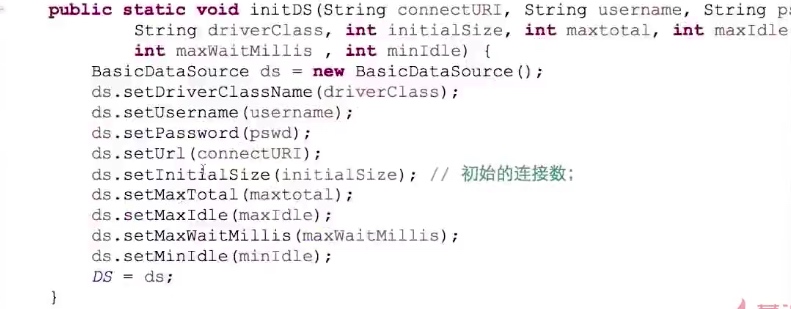 public static void initDS(String connectURI, String username, String
String driverClass, int initialSize, int maxtotal, int maxIdle
int maxWaitMillis , int minIdle) {
BasicDataSource ds = new BasicDataSource();
ds.setDriverClassName(driverClass);
ds.setUsername(username);
ds.setPassword(pswd);
ds.setUrl(connectURI);
ds.setInitialSize(initialSize); // 初始的连接数;
ds.setMaxTotal(maxtotal);
ds.setMaxIdle(maxIdle);
ds.setMaxWaitMillis(maxWaitMillis);
ds.setMinIdle(minIdle);
DS = ds;
}